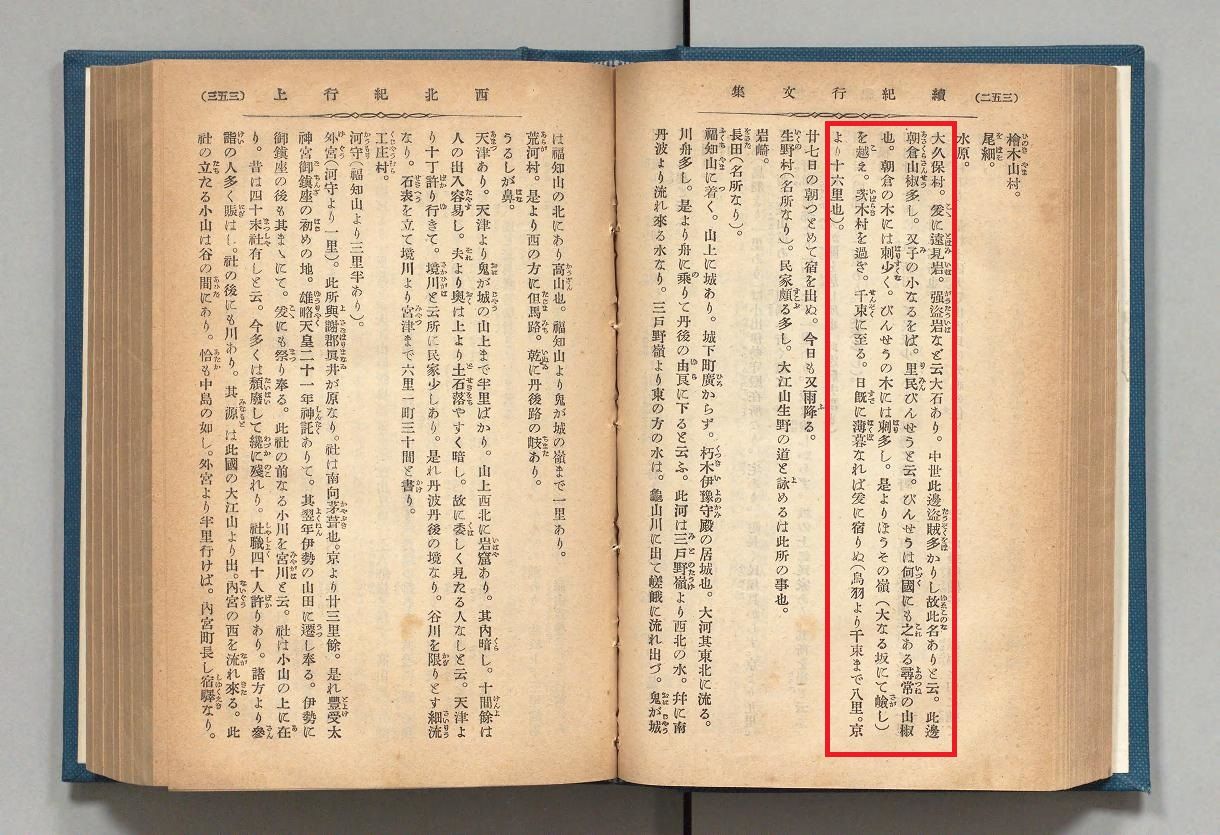 （三五二）　續紀行文集
檜木山村。
尾細。
水原。
大久保村。爰に遠見岩。强盜岩など云大石あり。中世此邊盜賊多かりし故此名ありと云。此邊
朝倉山椒多し。又子の小なるをば。里民びんせうと云。びんせうは何國にも之ある尋常の山椒
也。朝倉の木には刺少く。びんせうの木には刺多し。是よりほうその嶺（大なる坂にて嶮し）
を越え。茨木村を過ぎ。千束に至る。日既に薄暮なれば爰に宿りぬ（鳥羽より千束まで八里。京
より十六里也）。
廿七日の朝つとめて宿を出ぬ。今日も又雨降る。
生野村（名所なり）。民家頗る多し。大江山生野の道と詠めるは此所の事也。
岩崎。
長田（名所なり）。
福知山に着く。山上に城あり。城下町廣からず。朽木伊豫守殿の居城也。大河其東北に流る。
川舟多し。是より舟に乘りて丹後の由良に下ると云ふ。此河は三戸野嶺より西北の水。幷に南
丹波より流れ來る水なり。三戸野嶺より東の方の水は。龜山川に出て嵯峨に流れ出づ。鬼が城
西北紀行上　（三五三）
は福知山の北にあり高山也。福知山より鬼が城の嶺まで一里あり。
荒河村。是より西の方に但馬路。乾に丹後路の岐あり。
うるしが鼻。
天津あり。天津より鬼が城の山上まで半里ばかり。山上西北に岩窟あり。其內暗し。十間餘は
人の出入容易し。夫より奧は上より土石落やすく暗し。故に委しく見たる人なしと云。天津よ
り十丁許り行きて。境川と云所に民家少しあり。是れ丹波丹後の境なり。谷川を限りとす細流
なり。石表を立て境川より宮津まで六里一町三十間と書り。
工庄村。
河守（福知山より三里半あり）。
外宮（河守より一里）。此所與謝郡眞井が原なり。社は南向茅葺也。京より廿三里餘。是れ豐受太
神宮御鎭座の初めの地。雄略天皇二十一年神託ありて。其翌年伊勢の山田に遷し奉る。伊勢に
御鎭座の後も其まゝにて。爰にも祭り奉る。此社の前なる小川を宮川と云。社は小山の上に在
り。昔は四十末社有しと云。今多くは頽廢して纔に殘れり。社職四十人許りあり。諸方より參
詣の人多く賑はし。社の後にも川あり。其源は此國の大江山より出。內宮の西を流れ來る。此
社の立たる小山は谷の間にあり。恰も中島の如し。外宮より半里行けば。內宮町長し宿驛なり。